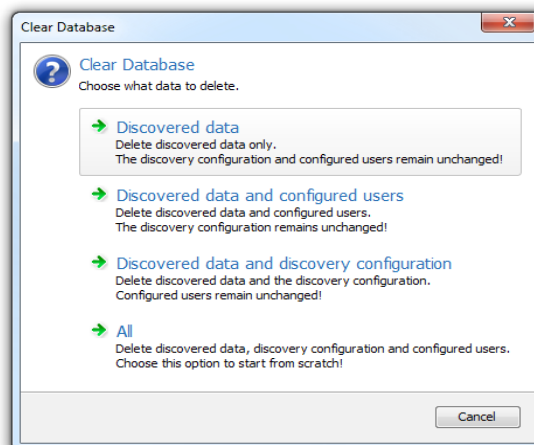 Clear Database
Clear Database
Choose what data to delete.
Discovered data
Delete discovered data only.
The discovery configuration and configured users remain unchanged!
Discovered data and configured users
Delete discovered data and configured users.
The discovery configuration remains unchanged!
Discovered data and discovery configuration
Delete discovered data and the discovery configuration.
Configured users remain unchanged!
All
Delete discovered data, discovery configuration and configured users.
Choose this option to start from scratch!
Cancel